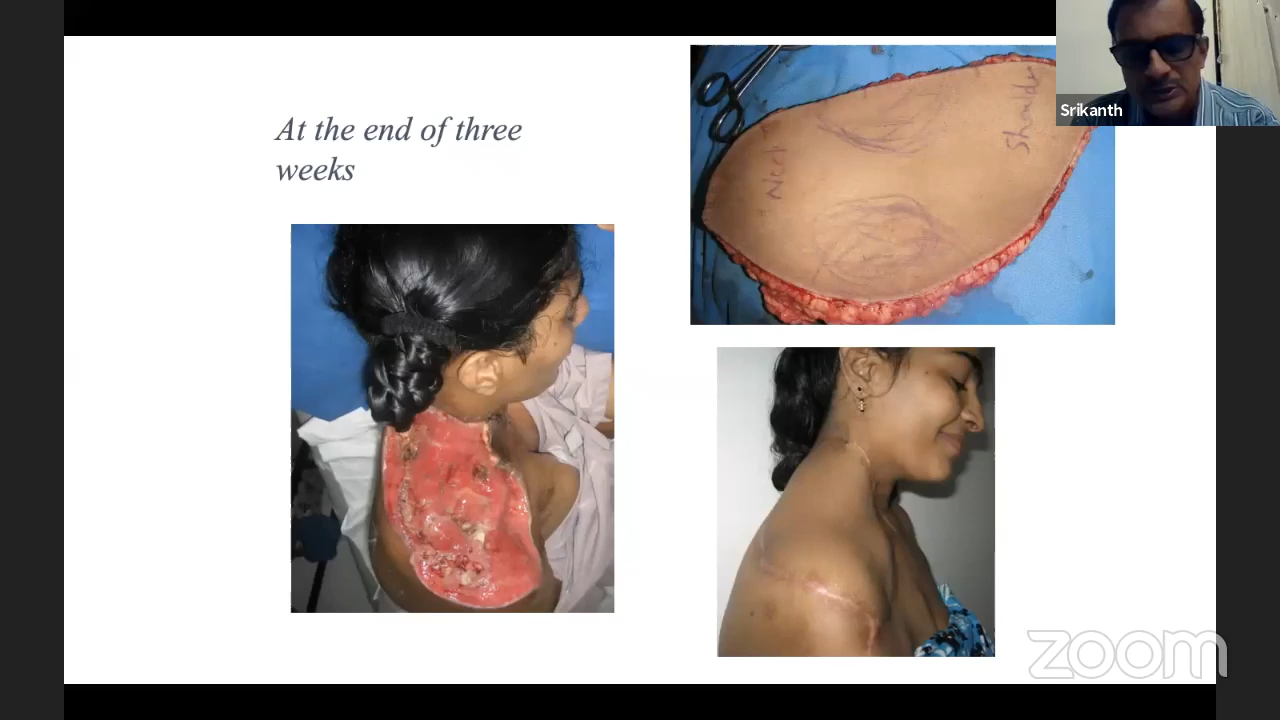 At the end of three
weeks
Neck
Shoulder
Srikanth
zoom